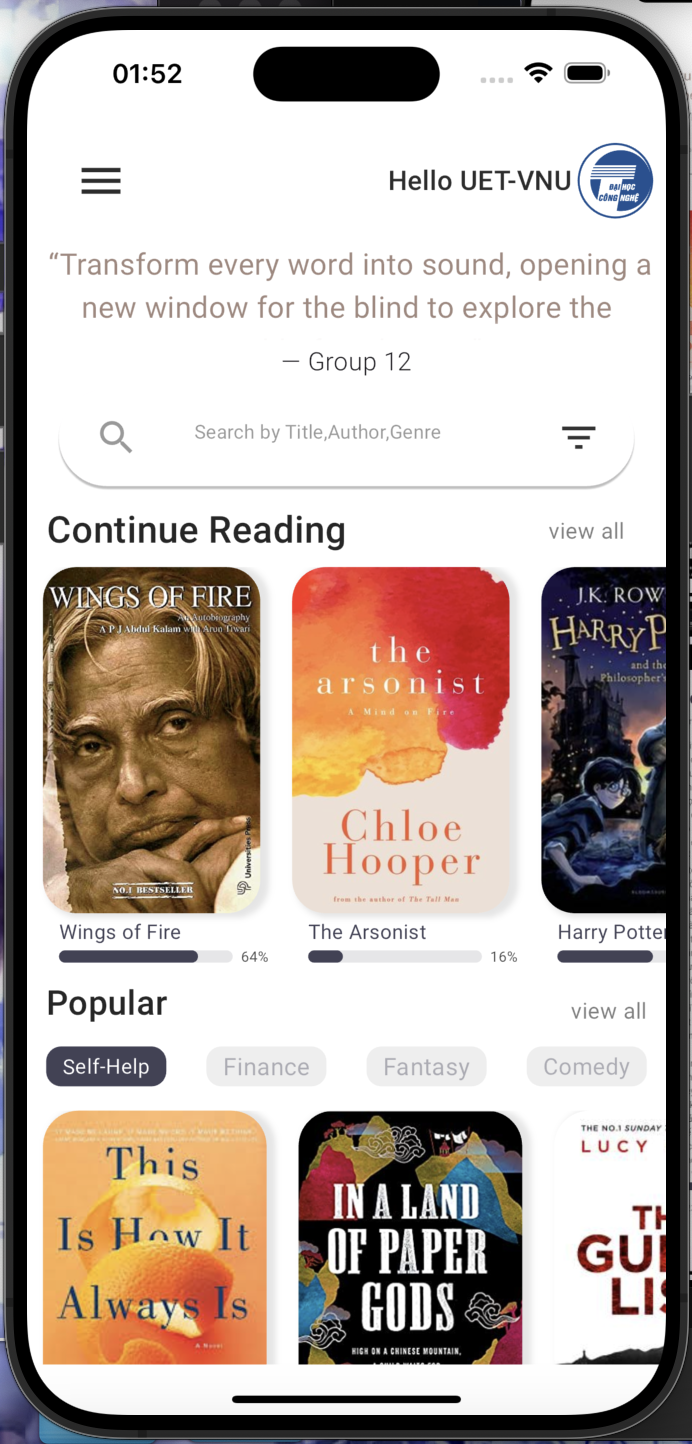 01:52
Hello UET-VNU
ĐẠI HỌC
CÔNG NGHỆ
“Transform every word into sound, opening a
new window for the blind to explore the
— Group 12
Search by Title,Author,Genre
Continue Reading
view all
WINGS OF FIRE
An Autobiography
A P J Abdul Kalam with Arun Tiwari
Universities Press
NO.1 BESTSELLER
the
arsonist
A Mind on Fire
Chloe
Hooper
from the author of The Tall Man
J.K. ROW
HARRY P
and the
Philosopher's
Wings of Fire
64%
The Arsonist
16%
Harry Potter
Popular
view all
Self-Help
Finance
Fantasy
Comedy
This
Is How It
Always Is
A Novel
IN A LAND
OF PAPER
GODS
HIGH ON A CHINESE MOUNTAIN,
THE NO.1 SUNDAY
LUCY
TH
GUE
LIS